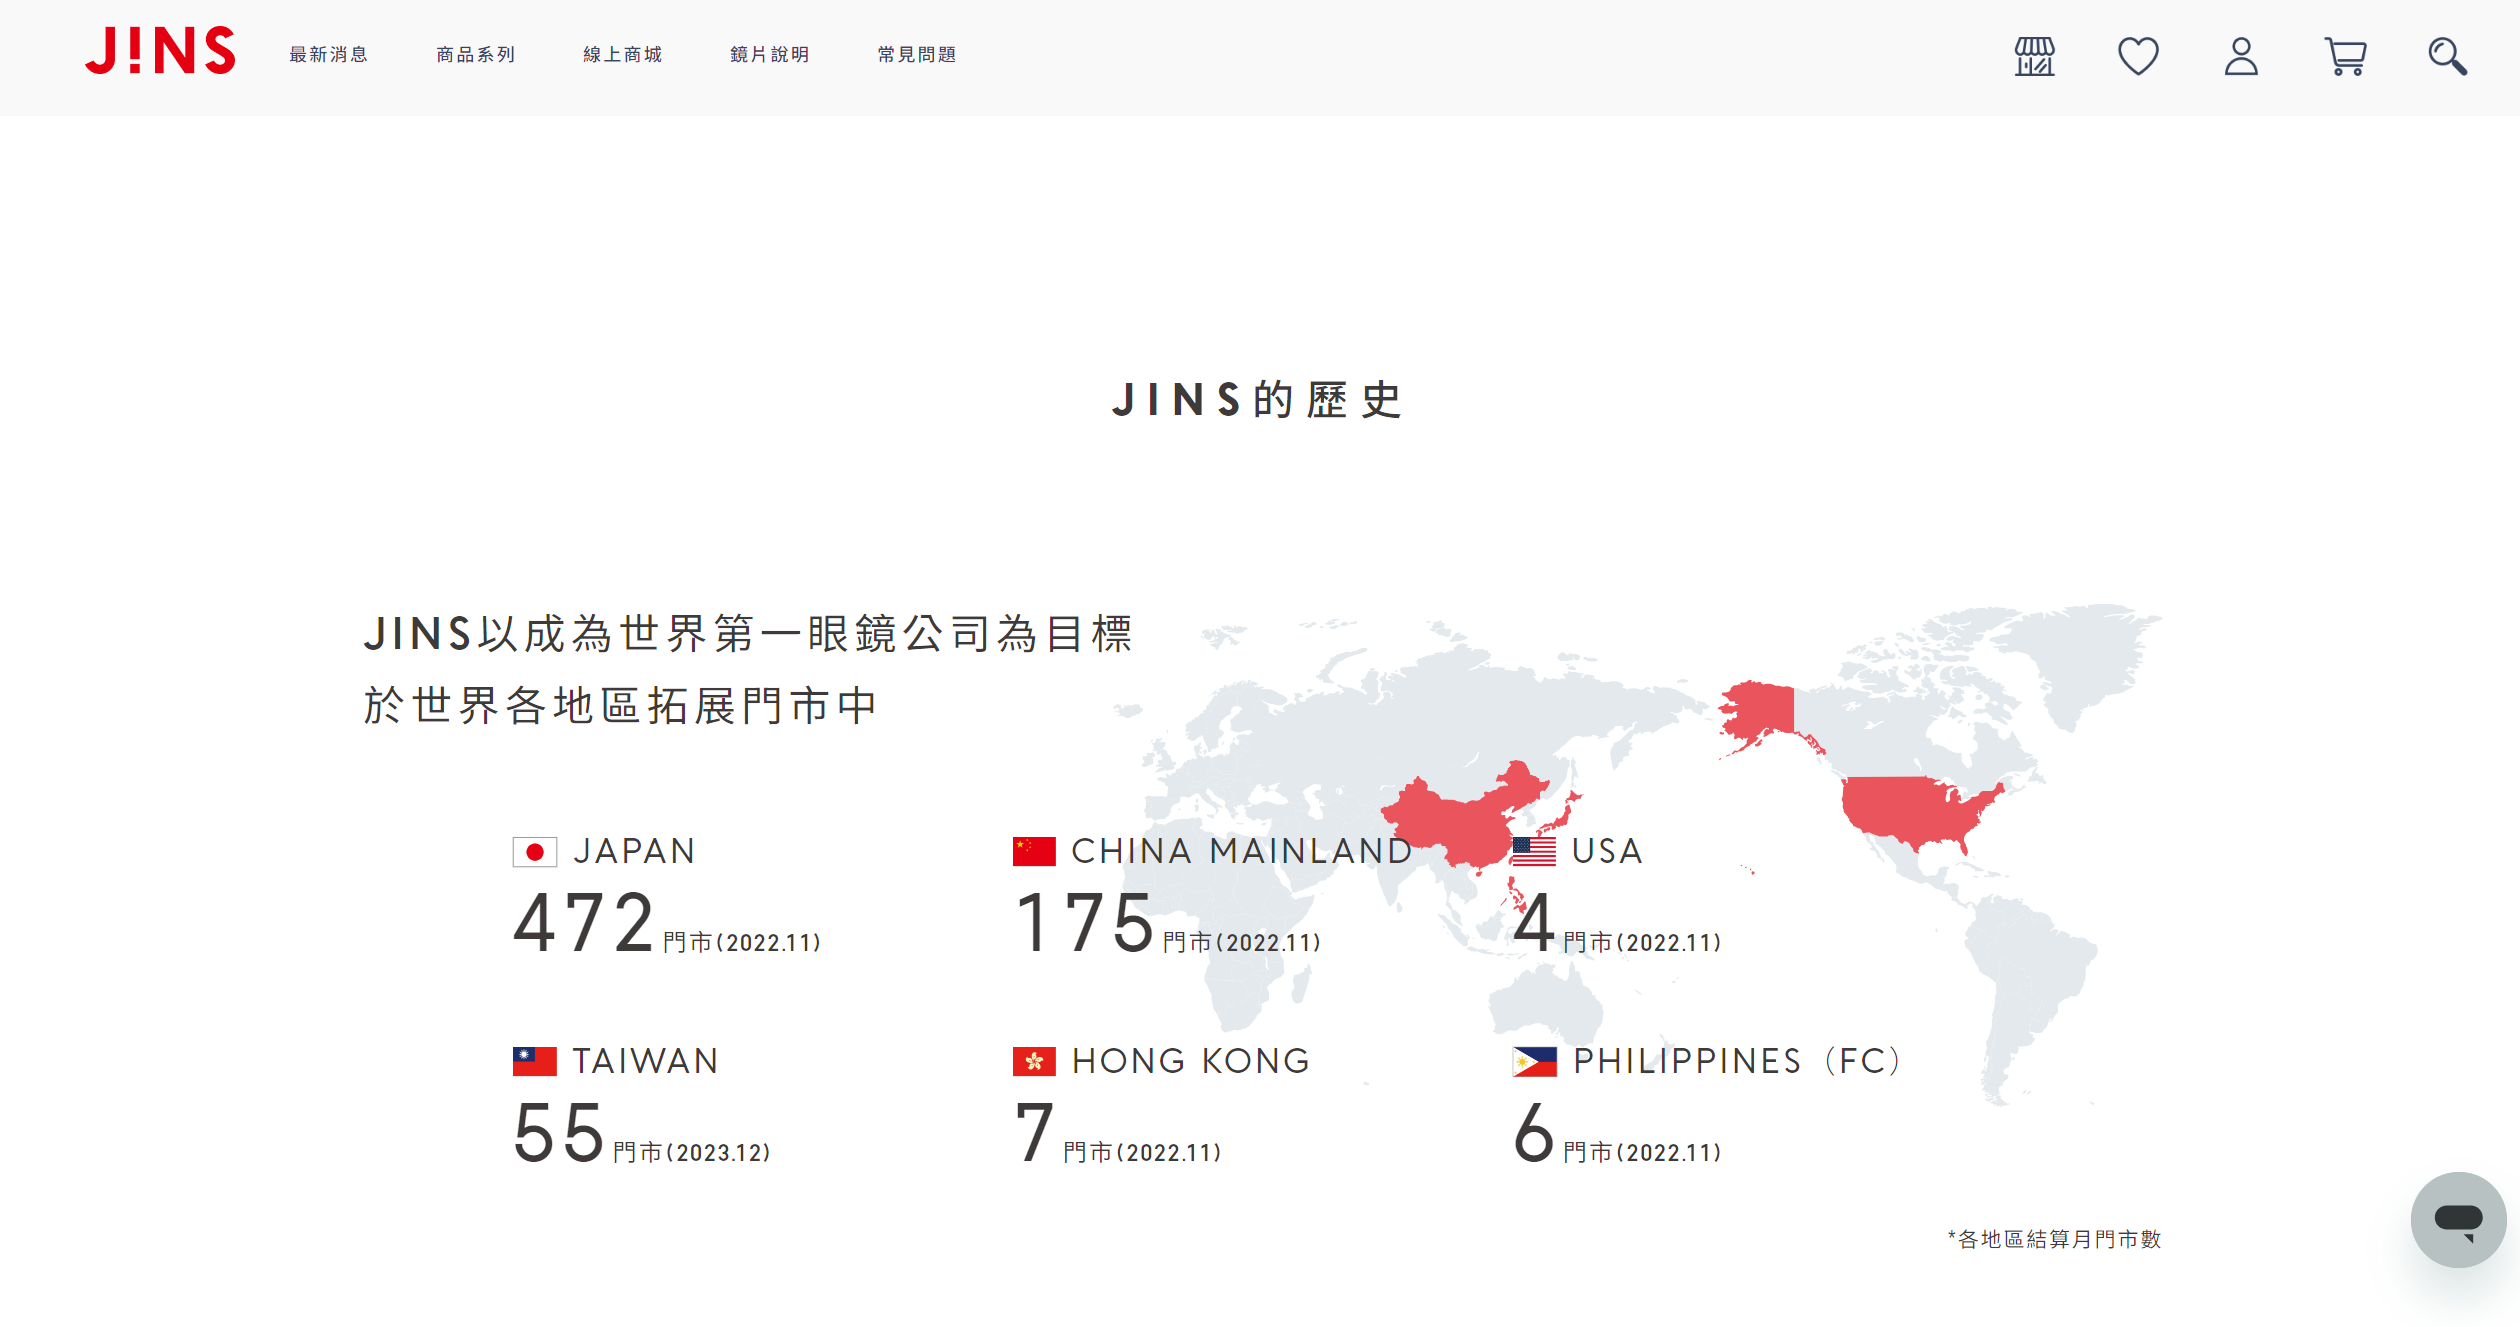 JINS
最新消息
商品系列
線上商城
鏡片說明
常見問題
JINS的歷史
JINS以成為世界第一眼鏡公司為目標
於世界各地區拓展門市中
JAPAN
472 門市(2022.11)
CHINA MAINLAND
175 門市(2022.11)
USA
4 門市(2022.11)
TAIWAN
55 門市(2023.12)
HONG KONG
7 門市(2022.11)
PHILIPPINES（FC）
6 門市(2022.11)
*各地區結算月門市數